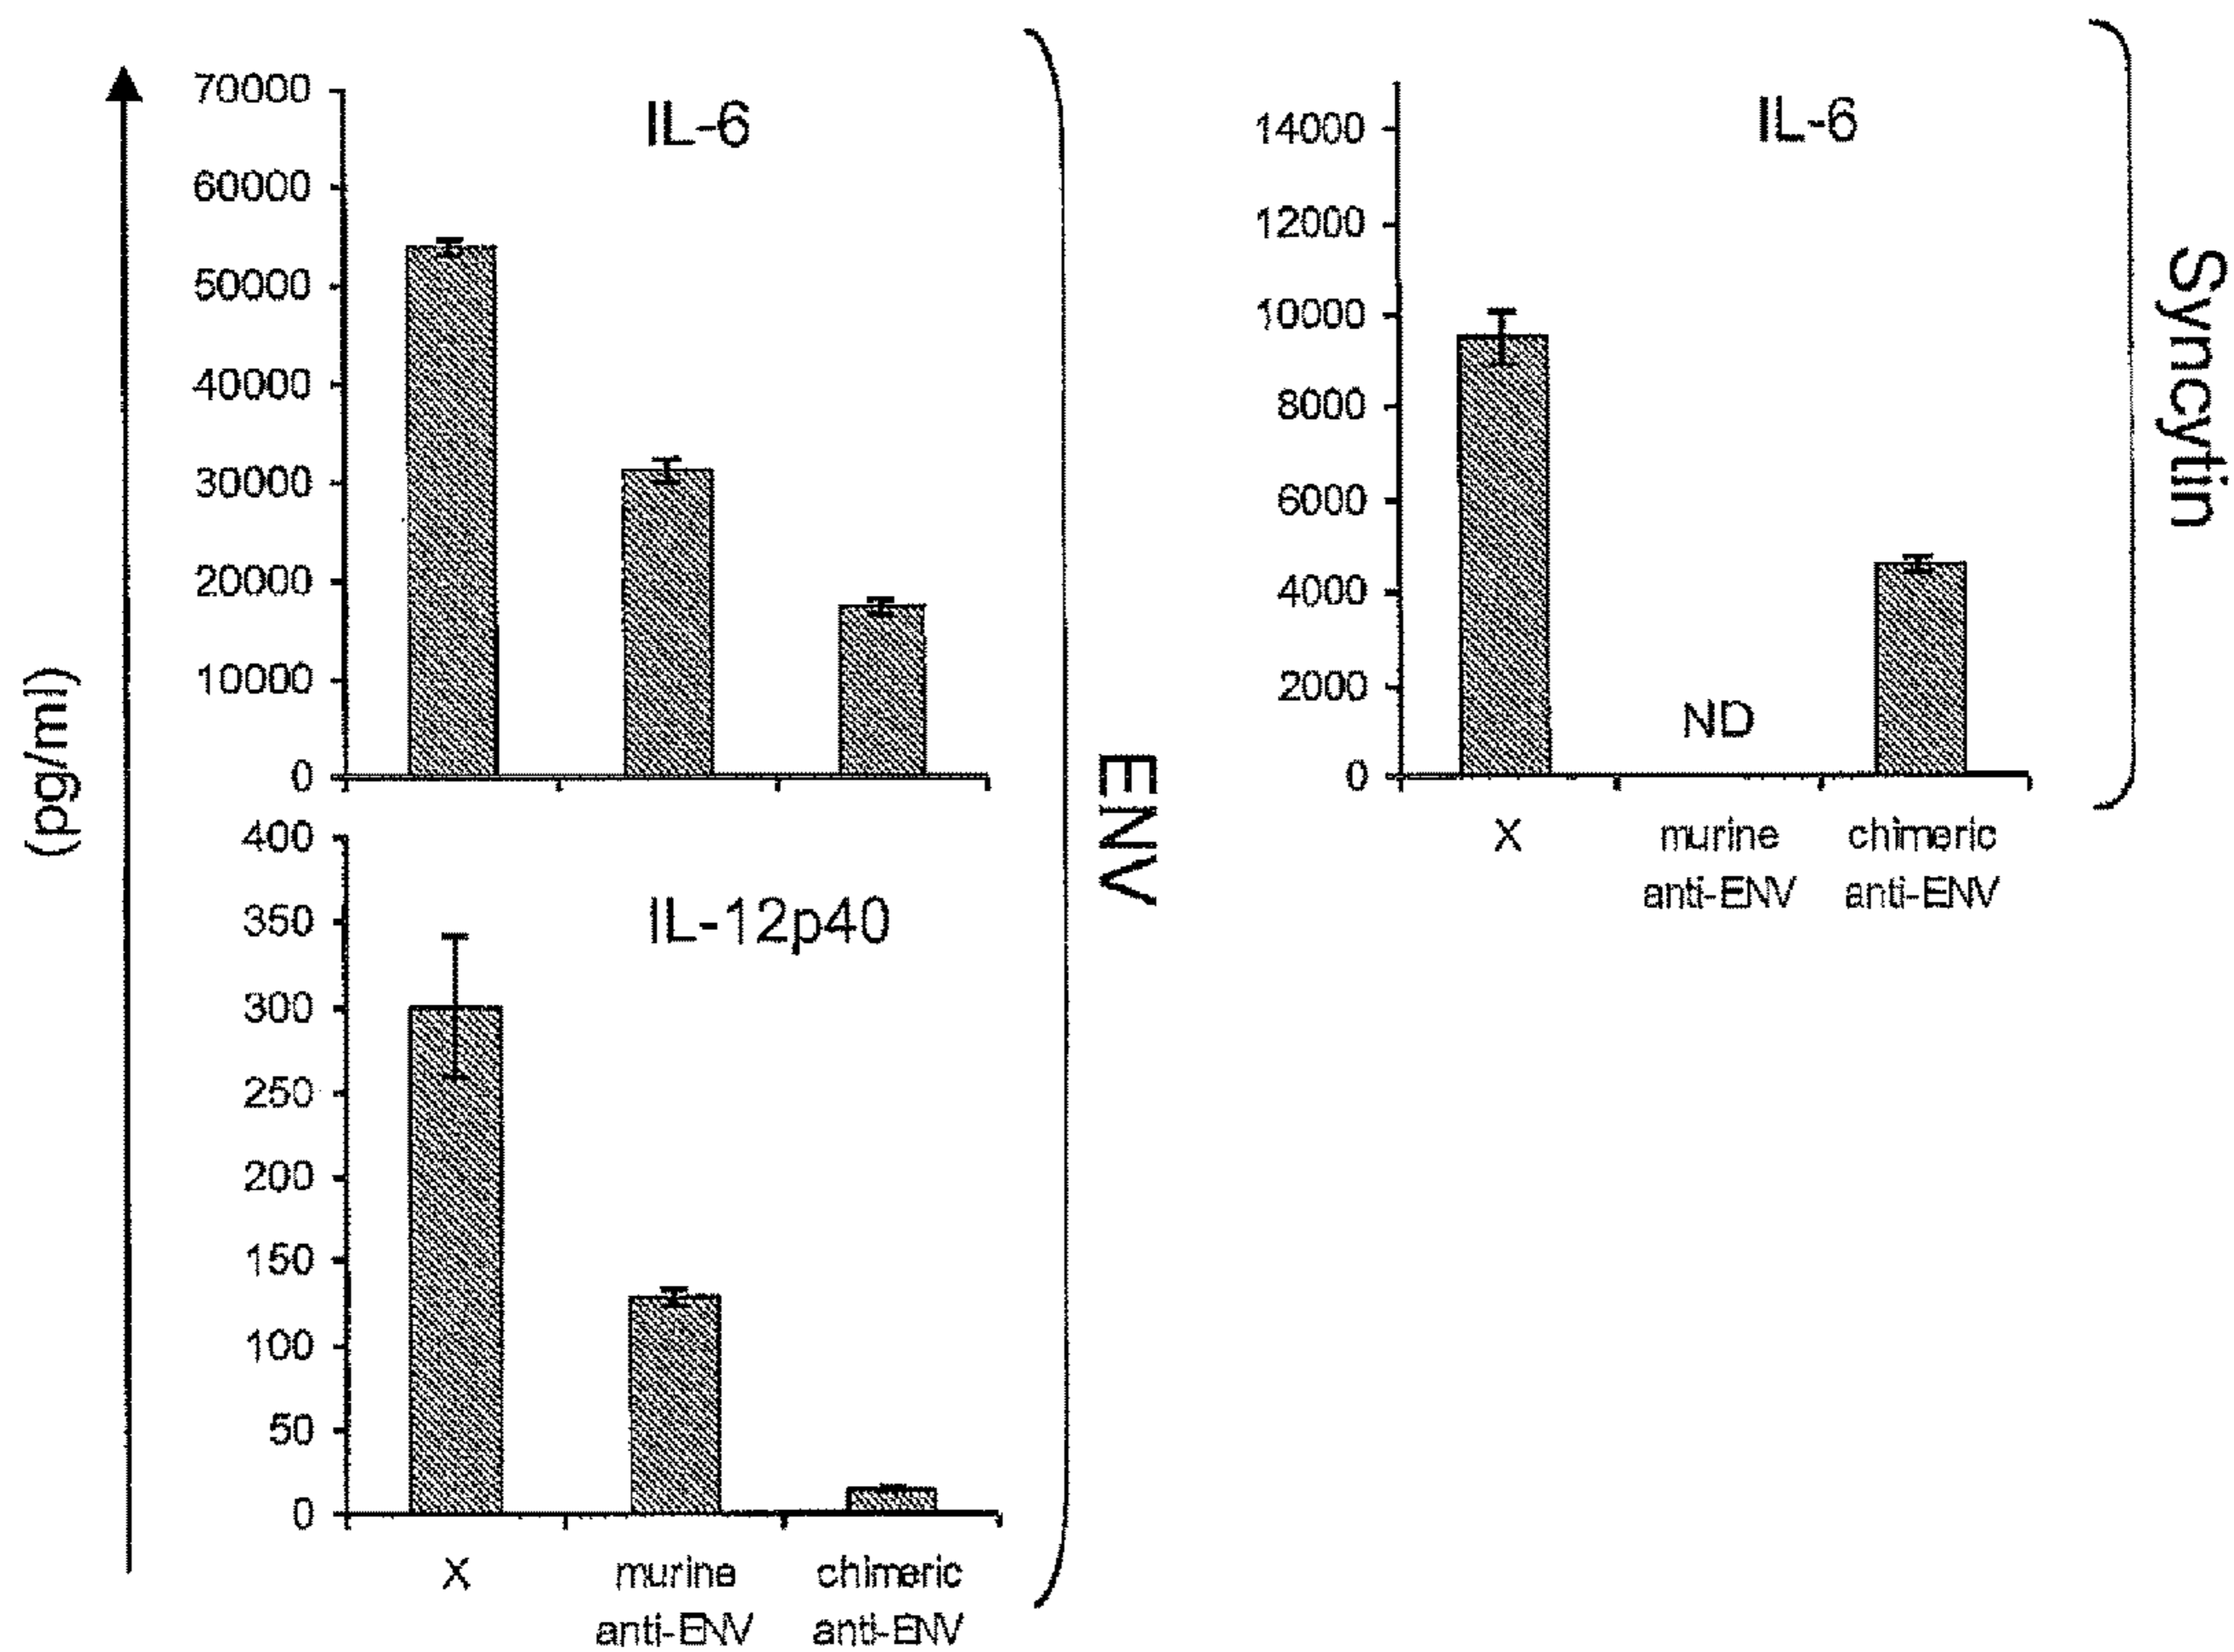 (pg/ml)
IL-6
70000
60000
50000
40000
30000
20000
10000
0
IL-12p40
400
350
300
250
200
150
100
50
0
X
murine
anti-ENV
chimeric
anti-ENV
ENV
IL-6
14000
12000
10000
8000
6000
4000
2000
0
ND
X
murine
anti-ENV
chimeric
anti-ENV
Syncytin